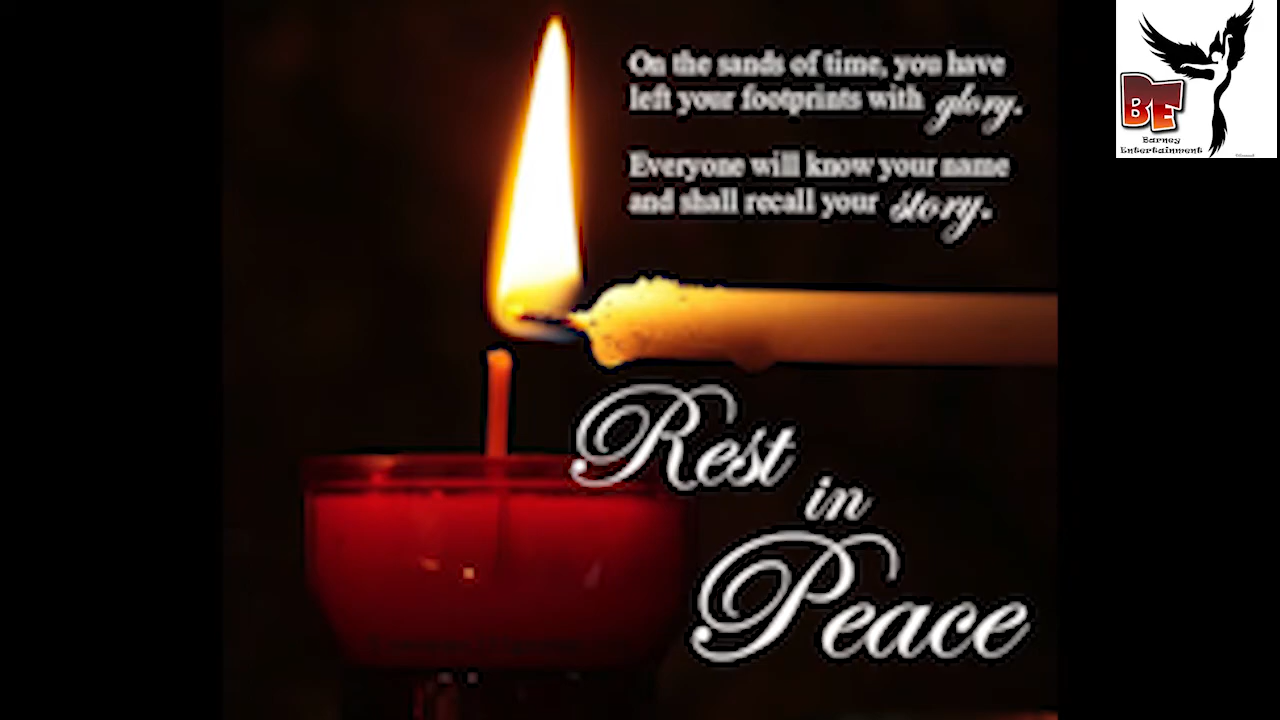 On the sands of time, you have
left your footprints with glory.
Everyone will know your name
and shall recall your story.
Rest
in
Peace
BE
Barney
Entertainment